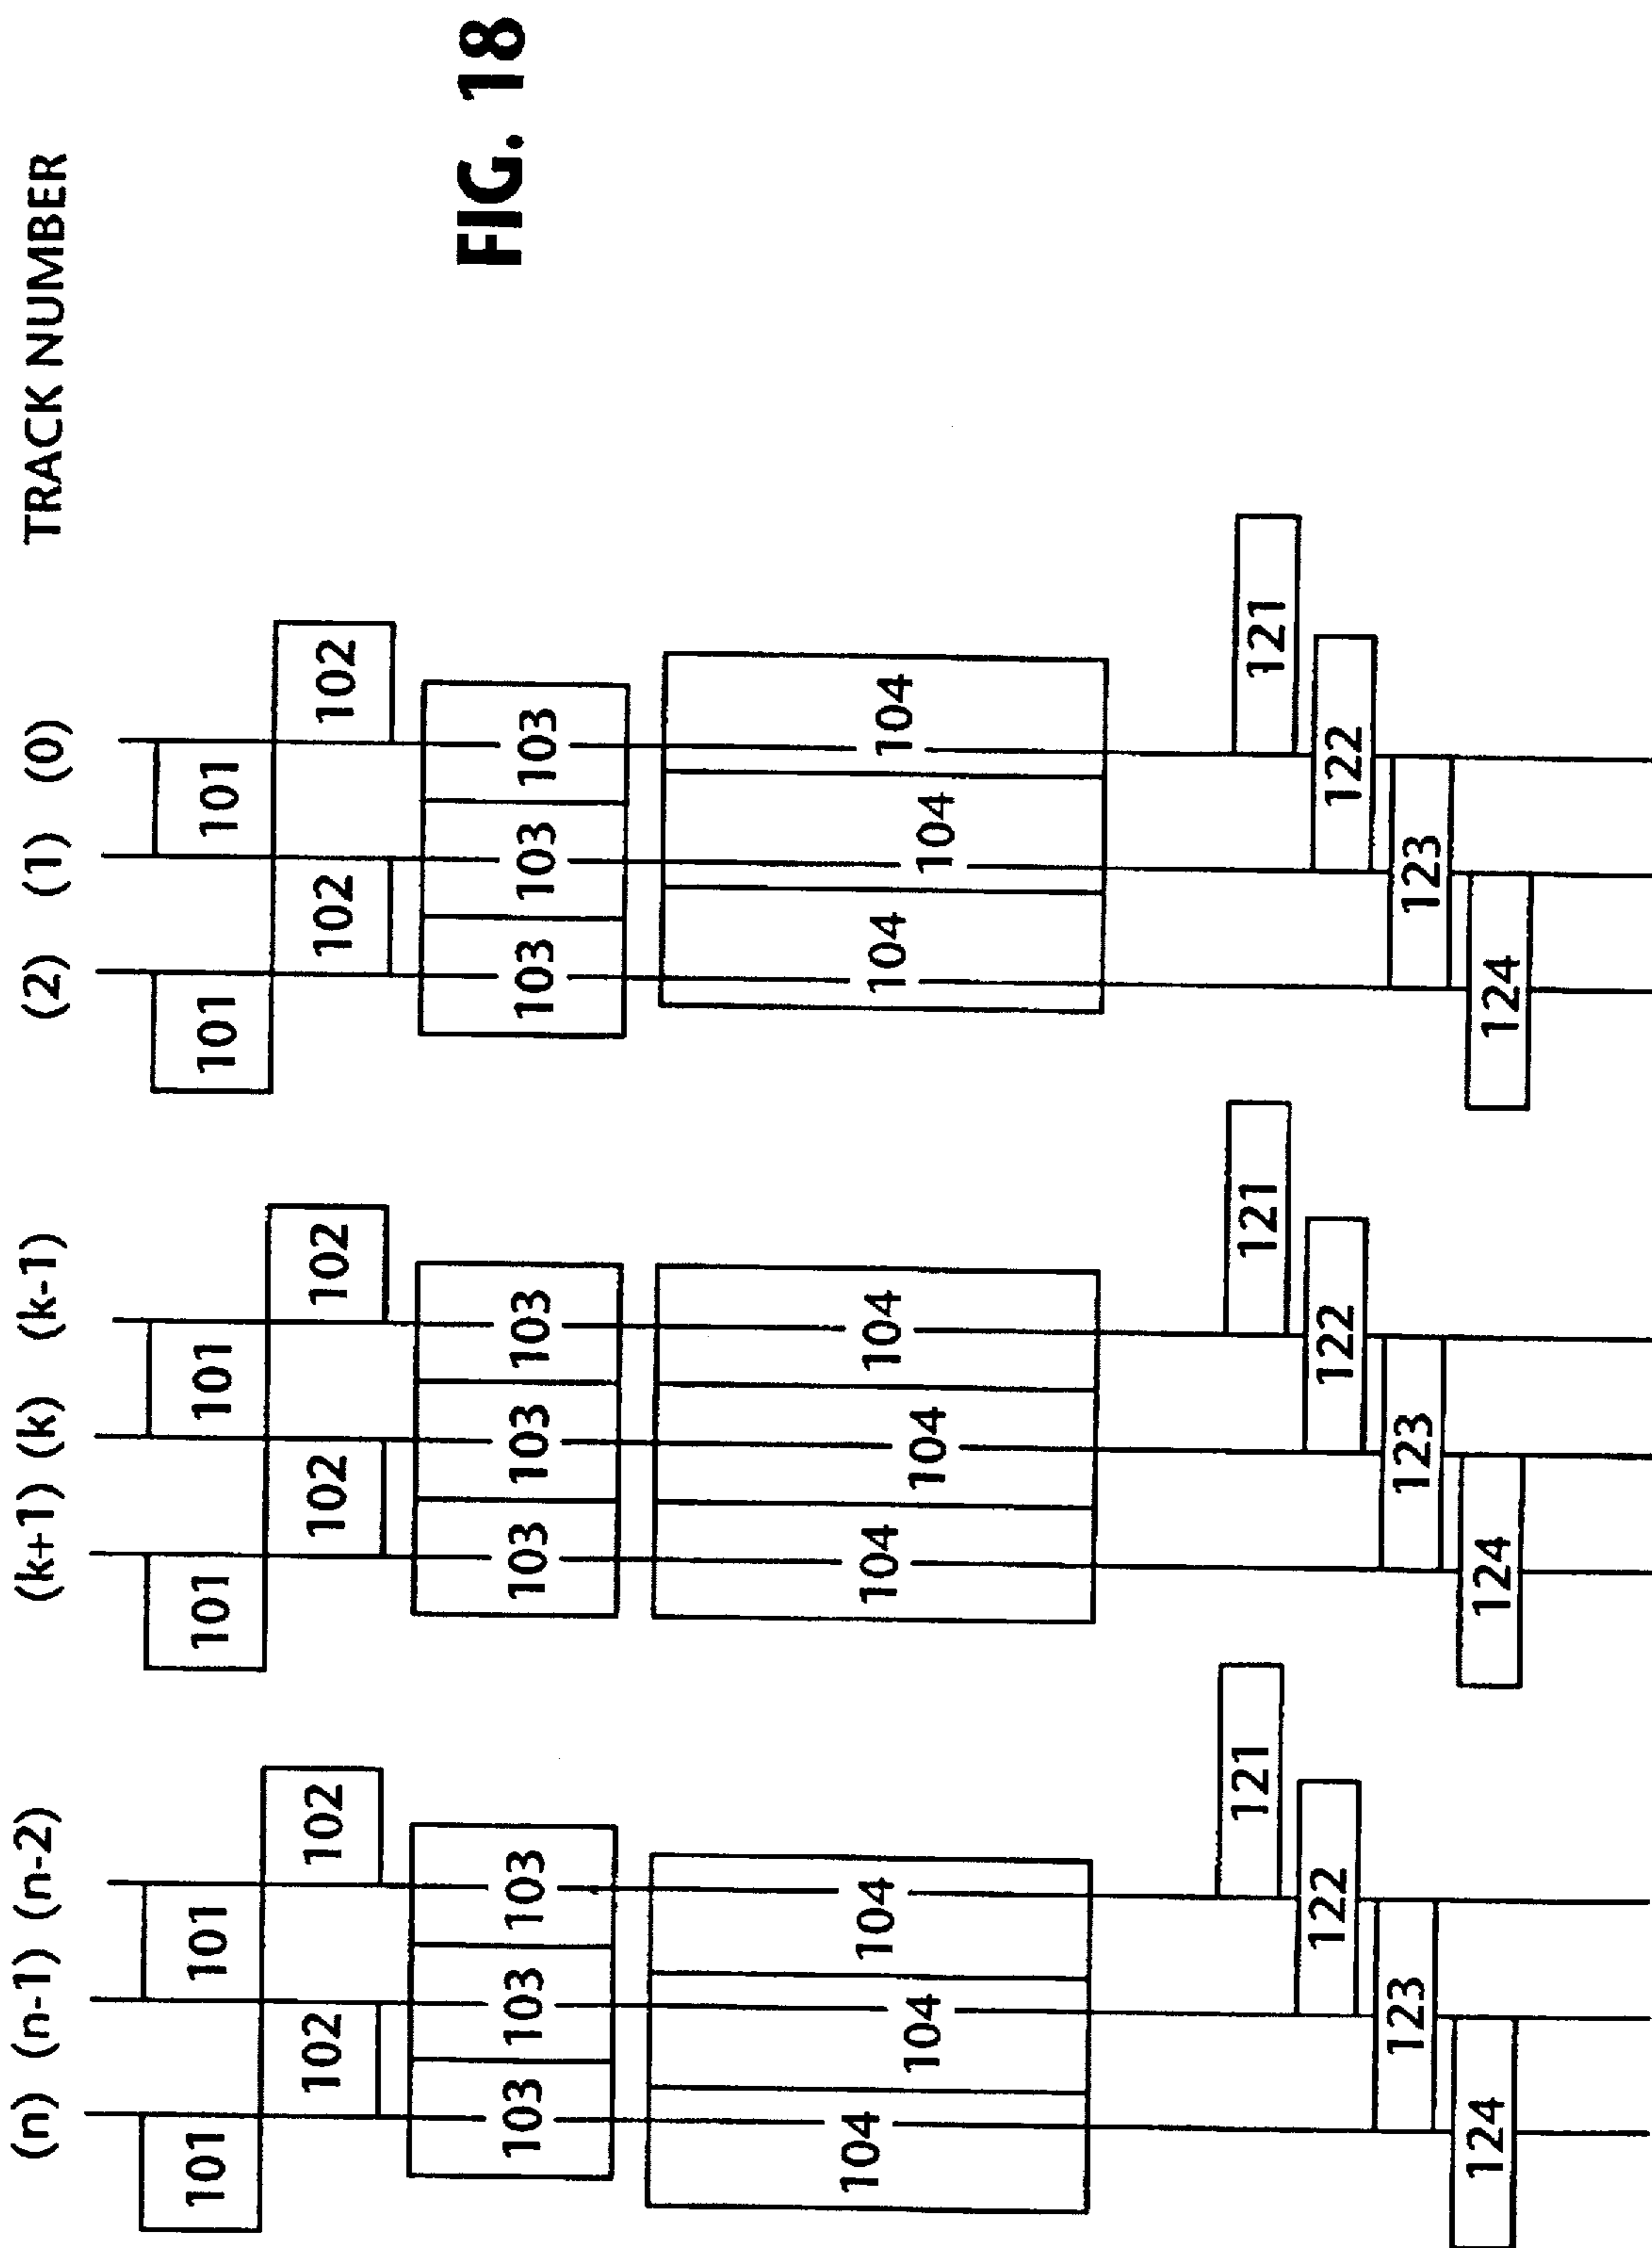 (n) (n-1) (n-2) (k+1) (k) (k-1) (2) (1) (0) TRACK NUMBER
101 101 101 101 101 101
102 102 102 102 102 102
103 103 103 103 103 103 103 103 103
FIG. 18
104 104 104 104 104 104 104 104 104
121 121 121
122 122 122
123 123 123
124 124 124